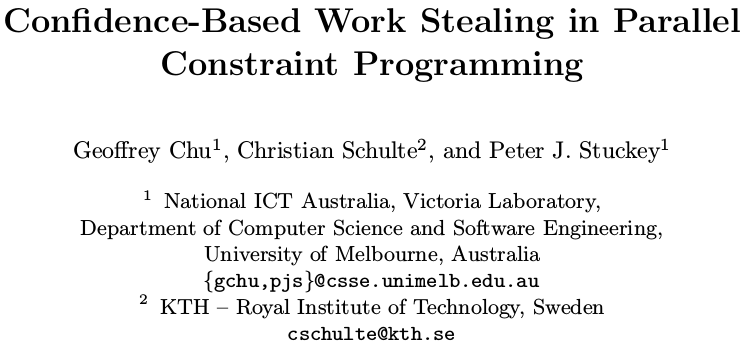 Confidence-Based Work Stealing in Parallel
Constraint Programming
Geoffrey Chu¹, Christian Schulte², and Peter J. Stuckey¹
¹ National ICT Australia, Victoria Laboratory,
Department of Computer Science and Software Engineering,
University of Melbourne, Australia
{gchu,pjs}@csse.unimelb.edu.au
² KTH – Royal Institute of Technology, Sweden
cschulte@kth.se